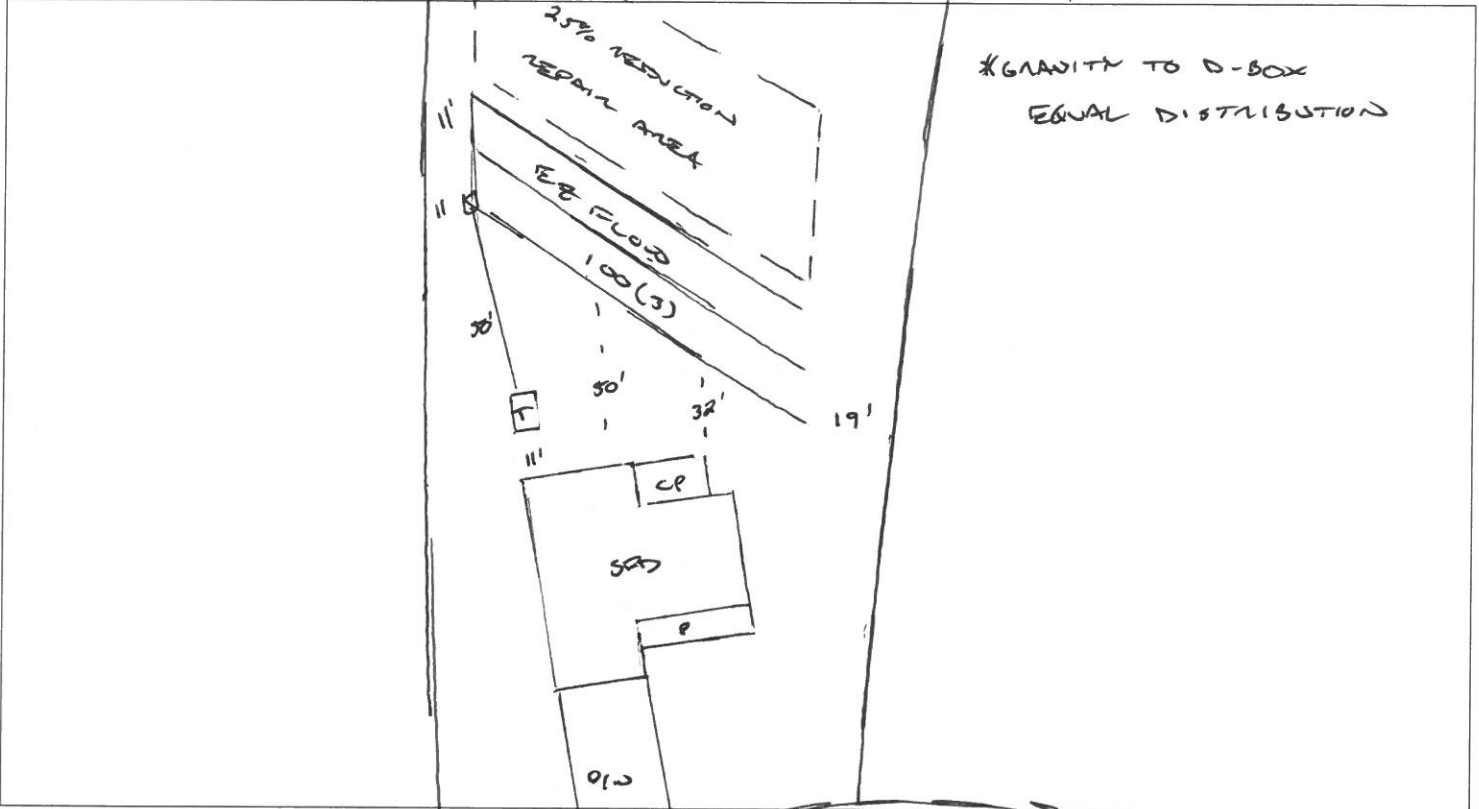 25% REDUCTION
REPAIR AREA
*GRAVITY TO D-BOX
EQUAL DISTRIBUTION
11'
11
EZ FLOW
100(3)
50'
50'
32'
19'
T
11'
CP
SFD
P
D/W